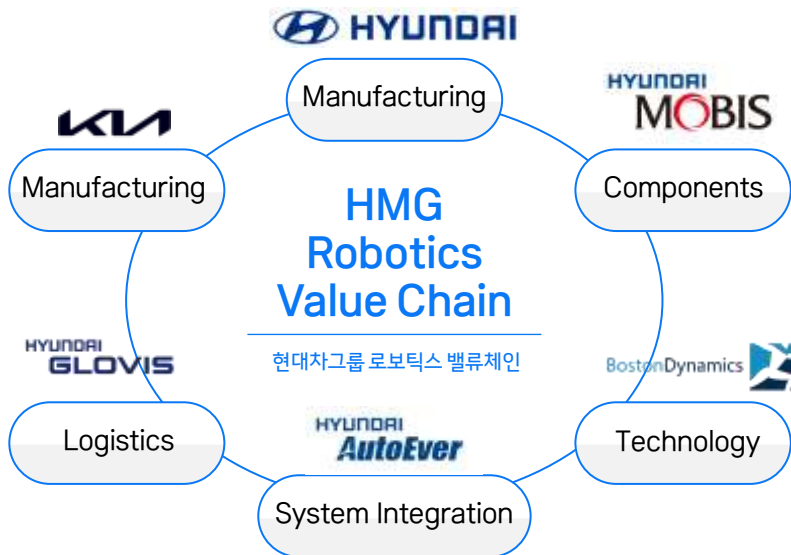 HYUNDAI
Manufacturing
KIA
Manufacturing
HYUNDAI
MOBIS
Components
HMG
Robotics
Value Chain
현대차그룹 로보틱스 밸류체인
HYUNDAI
GLOVIS
Logistics
HYUNDAI
AutoEver
System Integration
BostonDynamics
Technology